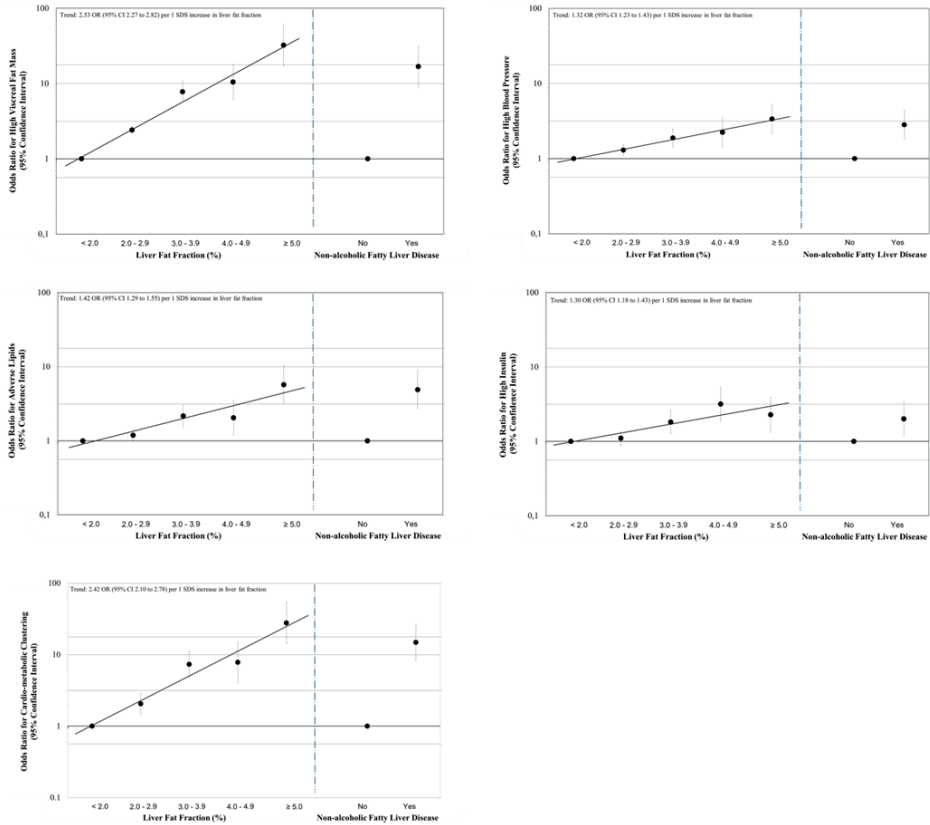 Trend: 2.53 OR (95% CI 2.27 to 2.82) per 1 SDS increase in liver fat fraction
Odds Ratio for High Visceral Fat Mass
(95% Confidence Interval)
100
10
1
0,1
< 2.0
2.0 - 2.9
3.0 - 3.9
4.0 - 4.9
≥ 5.0
No
Yes
Liver Fat Fraction (%)
Non-alcoholic Fatty Liver Disease
Trend: 1.32 OR (95% CI 1.23 to 1.43) per 1 SDS increase in liver fat fraction
Odds Ratio for High Blood Pressure
(95% Confidence Interval)
100
10
1
0,1
< 2.0
2.0 - 2.9
3.0 - 3.9
4.0 - 4.9
≥ 5.0
No
Yes
Liver Fat Fraction (%)
Non-alcoholic Fatty Liver Disease
Trend: 1.42 OR (95% CI 1.29 to 1.55) per 1 SDS increase in liver fat fraction
Odds Ratio for Adverse Lipids
(95% Confidence Interval)
100
10
1
0,1
< 2.0
2.0 - 2.9
3.0 - 3.9
4.0 - 4.9
≥ 5.0
No
Yes
Liver Fat Fraction (%)
Non-alcoholic Fatty Liver Disease
Trend: 1.30 OR (95% CI 1.18 to 1.43) per 1 SDS increase in liver fat fraction
Odds Ratio for High Insulin
(95% Confidence Interval)
100
10
1
0,1
< 2.0
2.0 - 2.9
3.0 - 3.9
4.0 - 4.9
≥ 5.0
No
Yes
Liver Fat Fraction (%)
Non-alcoholic Fatty Liver Disease
Trend: 2.42 OR (95% CI 2.10 to 2.78) per 1 SDS increase in liver fat fraction
Odds Ratio for Cardio-metabolic Clustering
(95% Confidence Interval)
100
10
1
0,1
< 2.0
2.0 - 2.9
3.0 - 3.9
4.0 - 4.9
≥ 5.0
No
Yes
Liver Fat Fraction (%)
Non-alcoholic Fatty Liver Disease